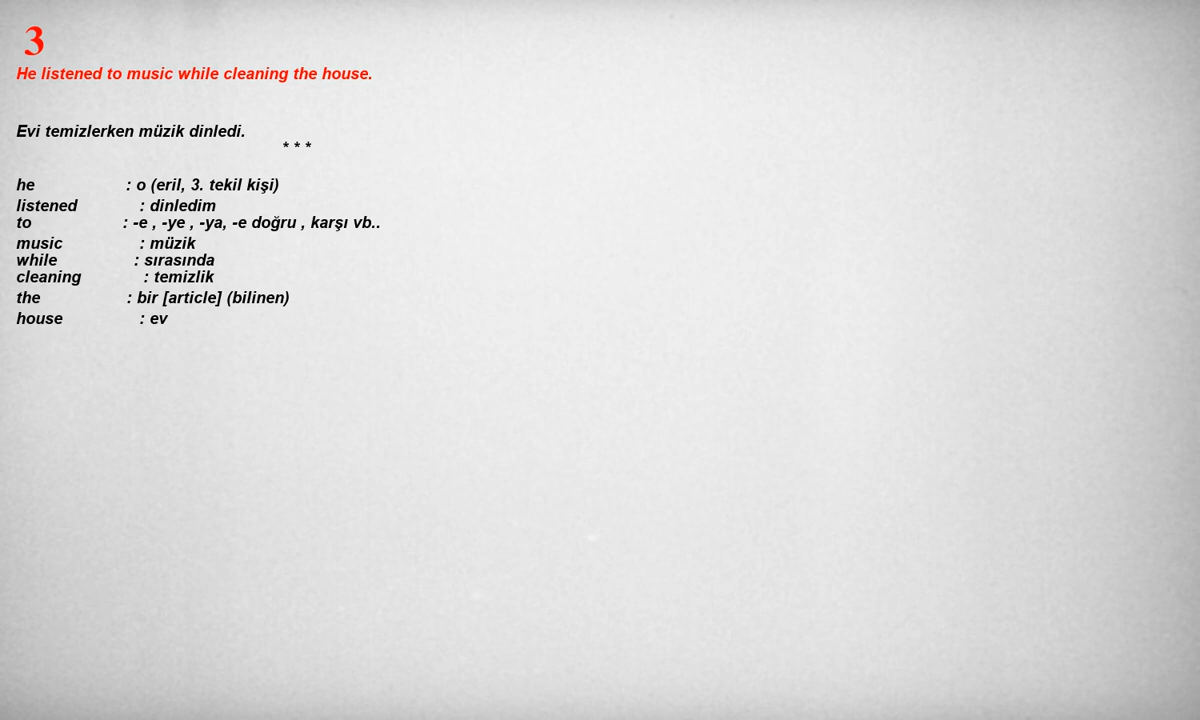 3
He listened to music while cleaning the house.
Evi temizlerken müzik dinledi.
* * *
he : o (eril, 3. tekil kişi)
listened : dinledim
to : -e , -ye , -ya, -e doğru , karşı vb..
music : müzik
while : sırasında
cleaning : temizlik
the : bir [article] (bilinen)
house : ev